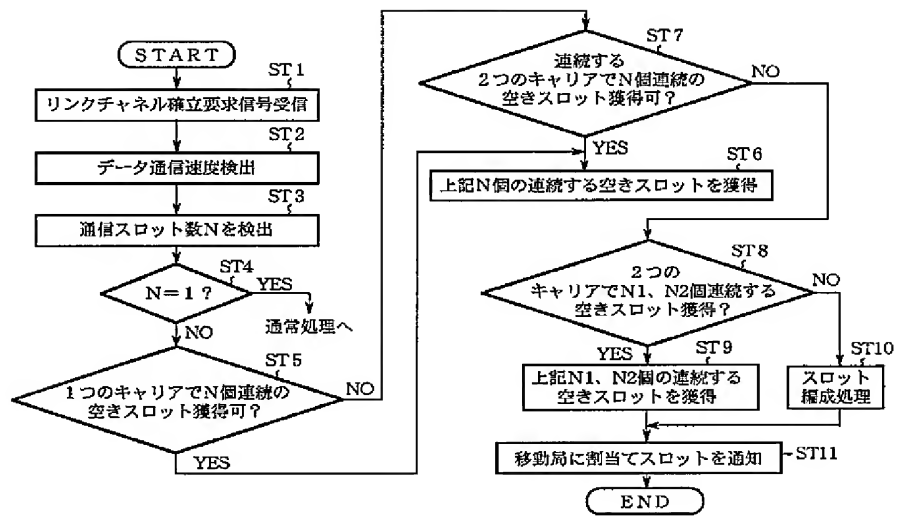 START
ST1
リンクチャネル確立要求信号受信
ST2
データ通信速度検出
ST3
通信スロット数Nを検出
ST4
N=1?
YES
通常処理へ
NO
ST5
1つのキャリアでN個連続の
空きスロット獲得可?
NO
YES
ST7
連続する
2つのキャリアでN個連続の
空きスロット獲得可?
NO
YES
ST6
上記N個の連続する空きスロットを獲得
ST8
2つの
キャリアでN1、N2個連続する
空きスロット獲得?
NO
YES
ST9
上記N1、N2個の連続する
空きスロットを獲得
ST10
スロット
編成処理
移動局に割当てスロットを通知
ST11
END